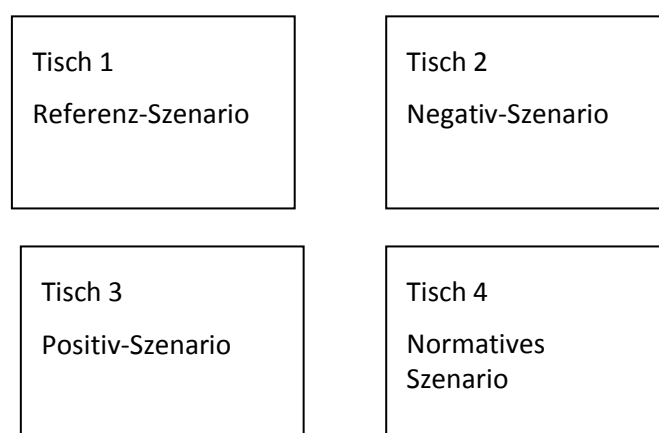 Tisch 1
Referenz-Szenario
Tisch 2
Negativ-Szenario
Tisch 3
Positiv-Szenario
Tisch 4
Normatives
Szenario